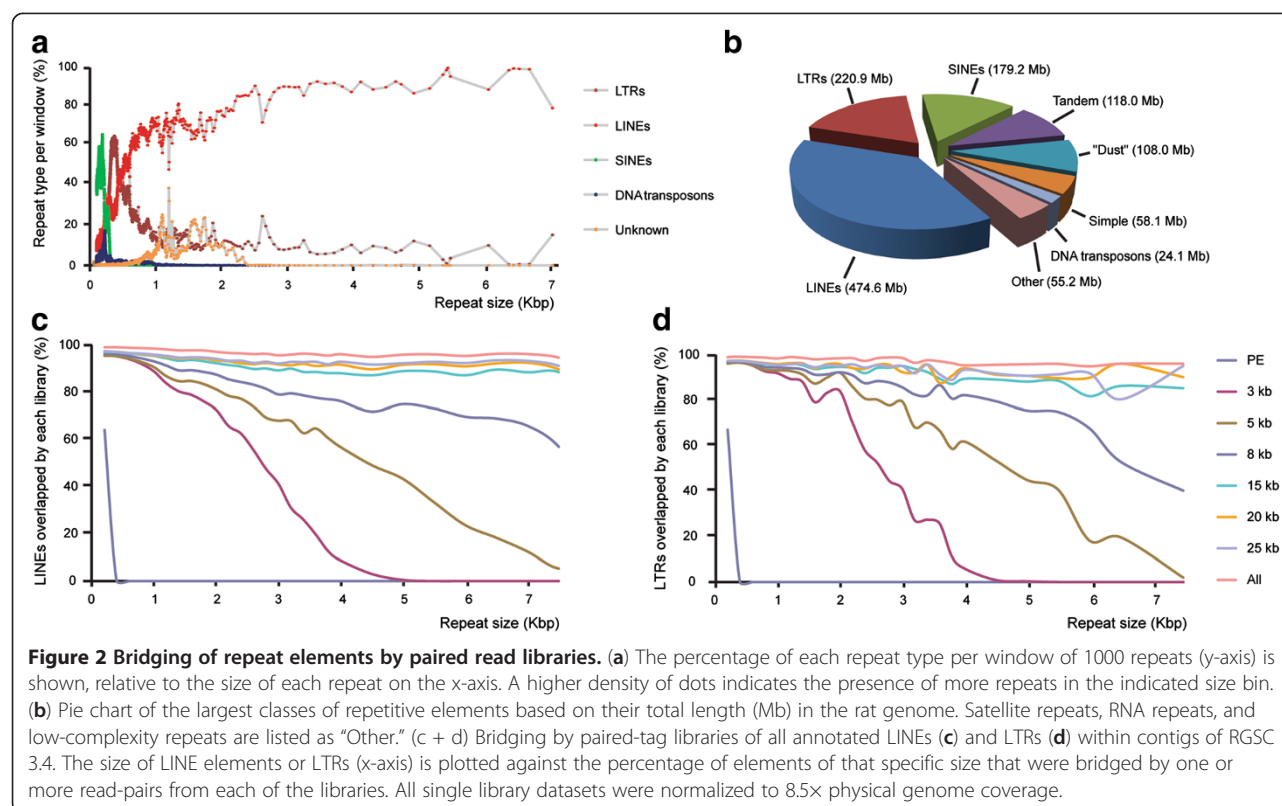 a
Repeat type per window (%)
100
80
60
40
20
0
0 1 2 3 4 5 6 7
Repeat size (Kbp)
LTRs
LINEs
SINEs
DNA transposons
Unknown
b
LTRs (220.9 Mb)
SINEs (179.2 Mb)
Tandem (118.0 Mb)
"Dust" (108.0 Mb)
Simple (58.1 Mb)
DNA transposons (24.1 Mb)
Other (55.2 Mb)
LINEs (474.6 Mb)
c
LINEs overlapped by each library (%)
100
80
60
40
20
0
0 1 2 3 4 5 6 7
Repeat size (Kbp)
d
LTRs overlapped by each library (%)
100
80
60
40
20
0
0 1 2 3 4 5 6 7
Repeat size (Kbp)
PE
3 kb
5 kb
8 kb
15 kb
20 kb
25 kb
All
Figure 2 Bridging of repeat elements by paired read libraries. (a) The percentage of each repeat type per window of 1000 repeats (y-axis) is
shown, relative to the size of each repeat on the x-axis. A higher density of dots indicates the presence of more repeats in the indicated size bin.
(b) Pie chart of the largest classes of repetitive elements based on their total length (Mb) in the rat genome. Satellite repeats, RNA repeats, and
low-complexity repeats are listed as “Other.” (c + d) Bridging by paired-tag libraries of all annotated LINEs (c) and LTRs (d) within contigs of RGSC
3.4. The size of LINE elements or LTRs (x-axis) is plotted against the percentage of elements of that specific size that were bridged by one or
more read-pairs from each of the libraries. All single library datasets were normalized to 8.5× physical genome coverage.